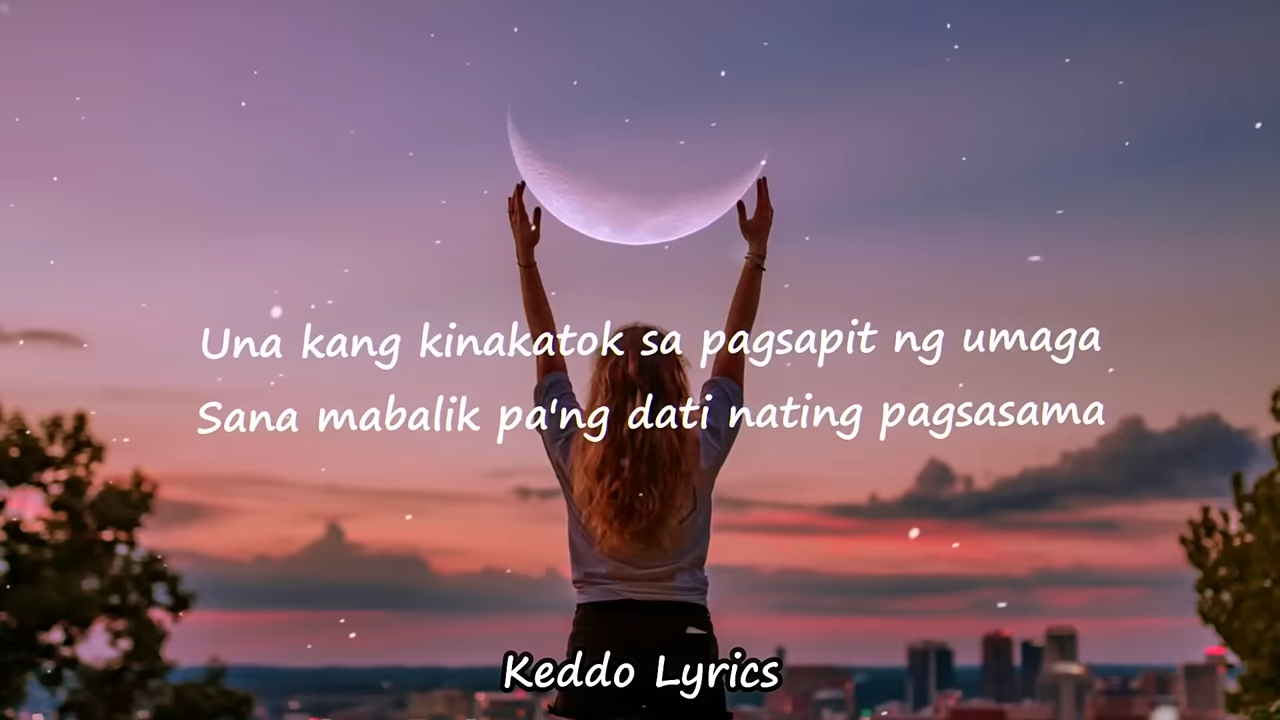 Una kang kinakatok sa pagsapit ng umaga
Sana mabalik pa'ng dati nating pagsasama
Keddo Lyrics